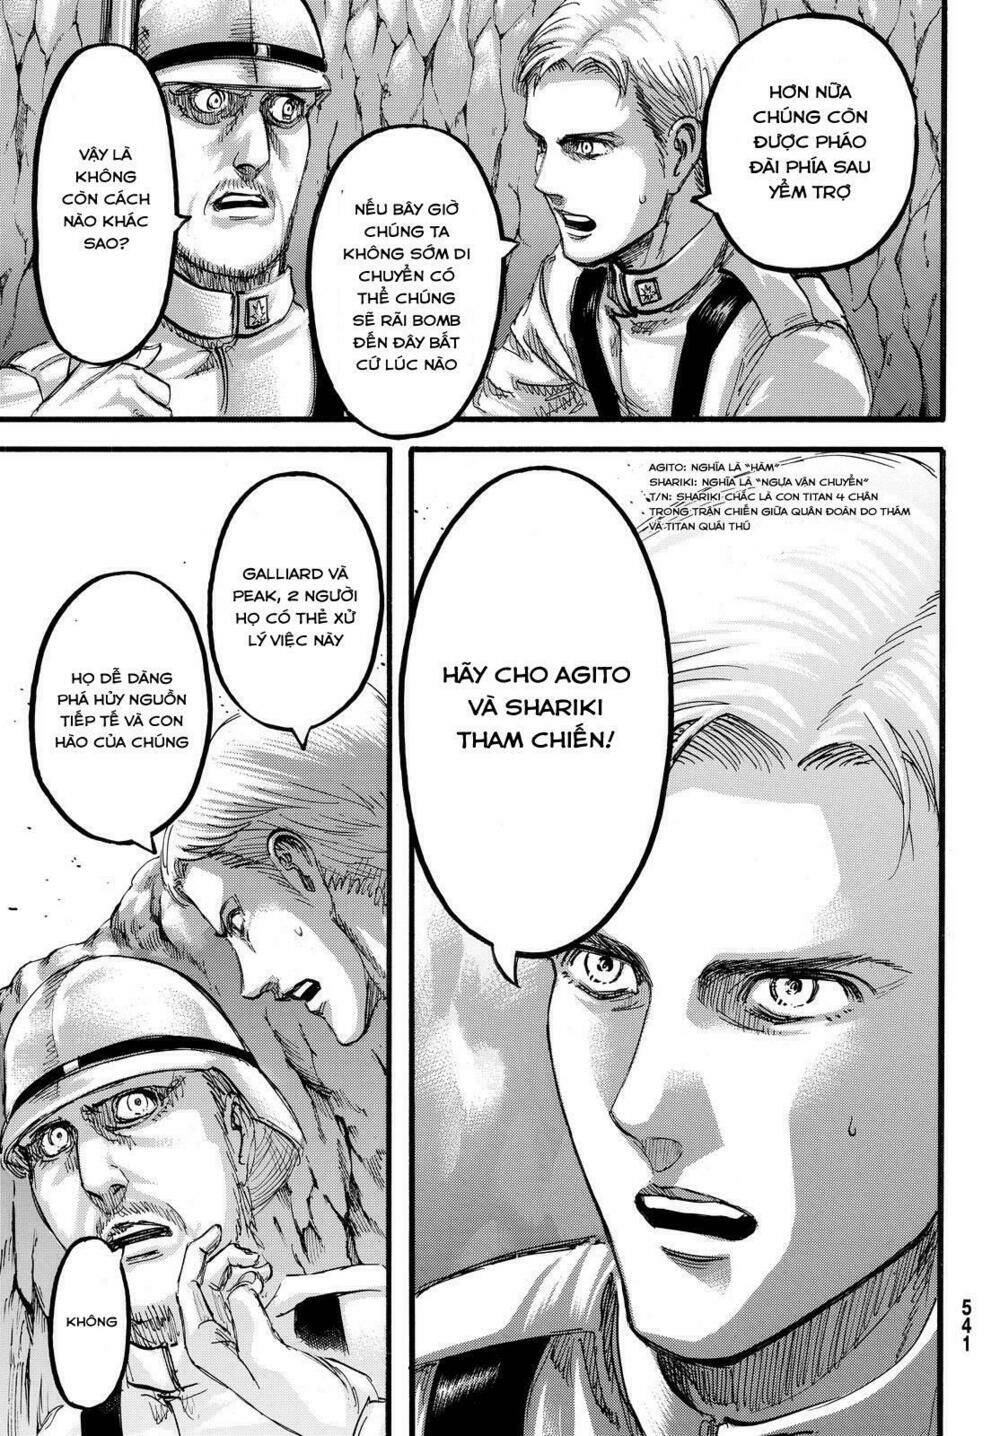 HƠN NỮA
CHÚNG CÒN
ĐƯỢC PHÁO
ĐÀI PHÍA SAU
YỂM TRỢ
NẾU BÂY GIỜ
CHÚNG TA
KHÔNG SỚM DI
CHUYỂN CÓ
THỂ CHÚNG
SẼ RÃI BOMB
ĐẾN ĐÂY BẤT
CỨ LÚC NÀO
VẬY LÀ
KHÔNG
CÒN CÁCH
NÀO KHÁC
SAO?
AGITO: NGHĨA LÀ "HÀM"
SHARIKI: NGHĨA LÀ "NGỰA VẬN CHUYỂN"
T/N: SHARIKI CHẮC LÀ CON TITAN 4 CHÂN
TRONG TRẬN CHIẾN GIỮA QUÂN ĐOÀN DO THÁM
VÀ TITAN QUÁI THÚ
HÃY CHO AGITO
VÀ SHARIKI
THAM CHIẾN!
GALLIARD VÀ
PEAK, 2 NGƯỜI
HỌ CÓ THỂ XỬ
LÝ VIỆC NÀY
HỌ DỄ DÀNG
PHÁ HỦY NGUỒN
TIẾP TẾ VÀ CON
HÀO CỦA CHÚNG
KHÔNG
541